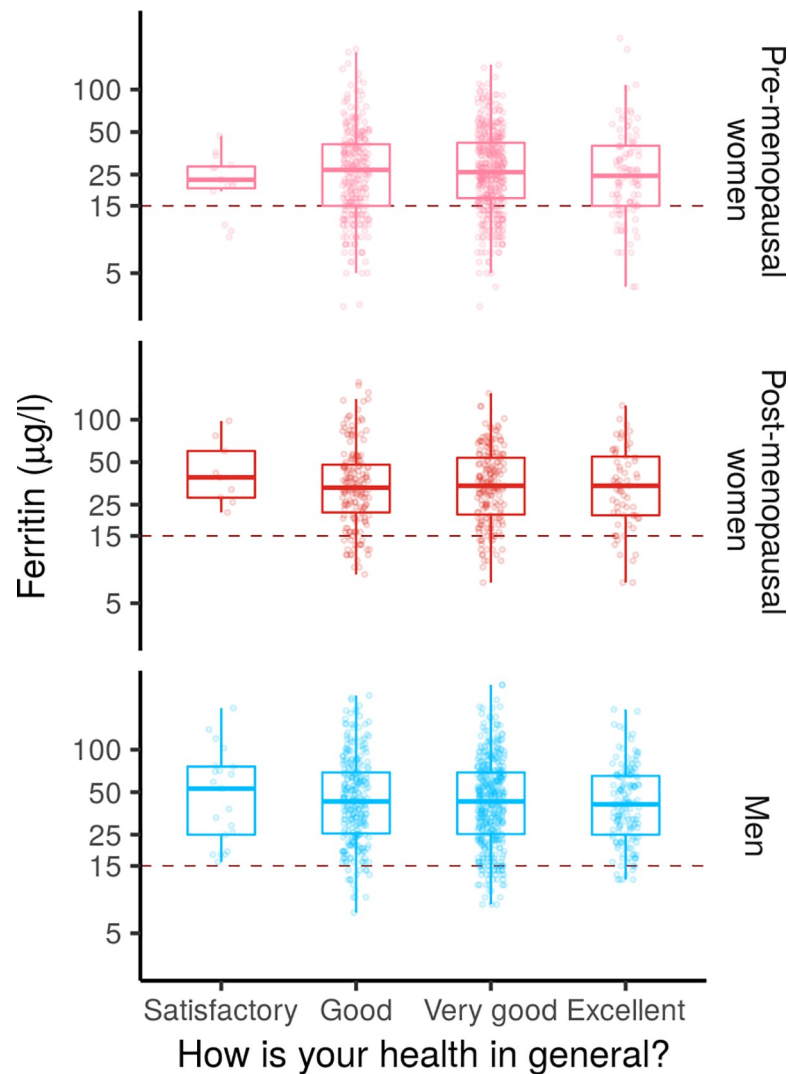 100
50
25
15
5
Pre-menopausal
women
100
50
25
15
5
Post-menopausal
women
100
50
25
15
5
Men
Ferritin (μg/l)
Satisfactory Good Very good Excellent
How is your health in general?